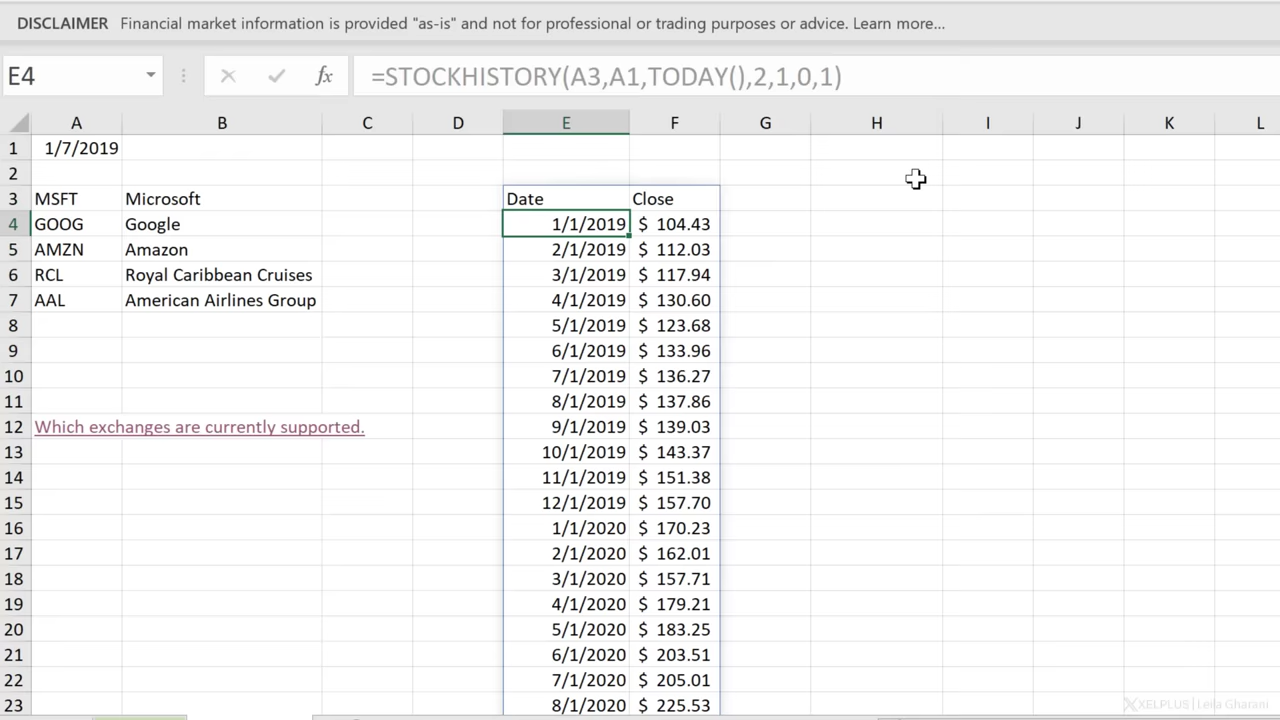 DISCLAIMER Financial market information is provided "as-is" and not for professional or trading purposes or advice. Learn more...
E4 fx =STOCKHISTORY(A3,A1,TODAY(),2,1,0,1)
A B C D E F G H I J K L
1 1/7/2019
2
3 MSFT Microsoft Date Close
4 GOOG Google 1/1/2019 $ 104.43
5 AMZN Amazon 2/1/2019 $ 112.03
6 RCL Royal Caribbean Cruises 3/1/2019 $ 117.94
7 AAL American Airlines Group 4/1/2019 $ 130.60
8 5/1/2019 $ 123.68
9 6/1/2019 $ 133.96
10 7/1/2019 $ 136.27
11 8/1/2019 $ 137.86
12 Which exchanges are currently supported. 9/1/2019 $ 139.03
13 10/1/2019 $ 143.37
14 11/1/2019 $ 151.38
15 12/1/2019 $ 157.70
16 1/1/2020 $ 170.23
17 2/1/2020 $ 162.01
18 3/1/2020 $ 157.71
19 4/1/2020 $ 179.21
20 5/1/2020 $ 183.25
21 6/1/2020 $ 203.51
22 7/1/2020 $ 205.01
23 8/1/2020 $ 225.53
XELPLUS | Leila Gharani